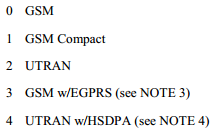 0 GSM
1 GSM Compact
2 UTRAN
3 GSM w/EGPRS (see NOTE 3)
4 UTRAN w/HSDPA (see NOTE 4)